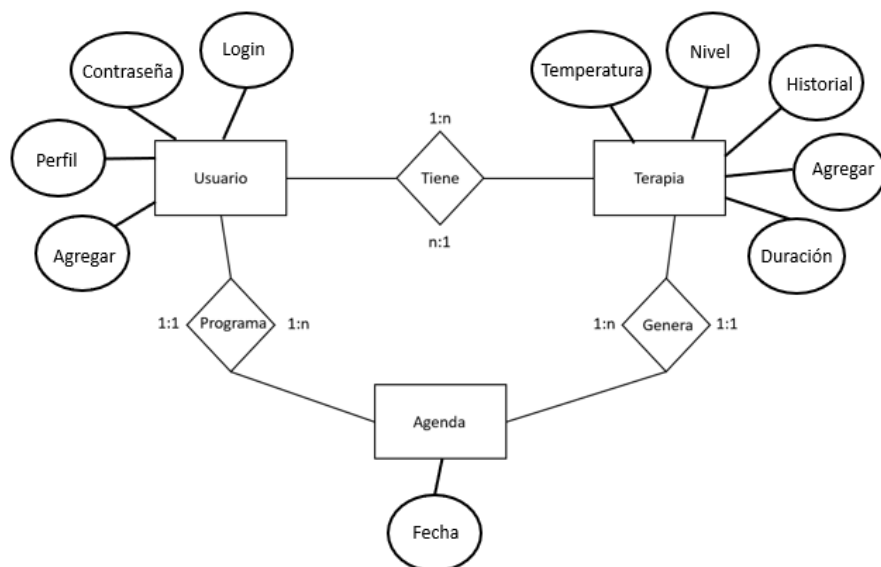 Login
Contraseña
Perfil
Agregar
Usuario
1:n
Tiene
n:1
Temperatura
Nivel
Historial
Agregar
Duración
Terapia
1:1
Programa
1:n
1:n
Genera
1:1
Agenda
Fecha